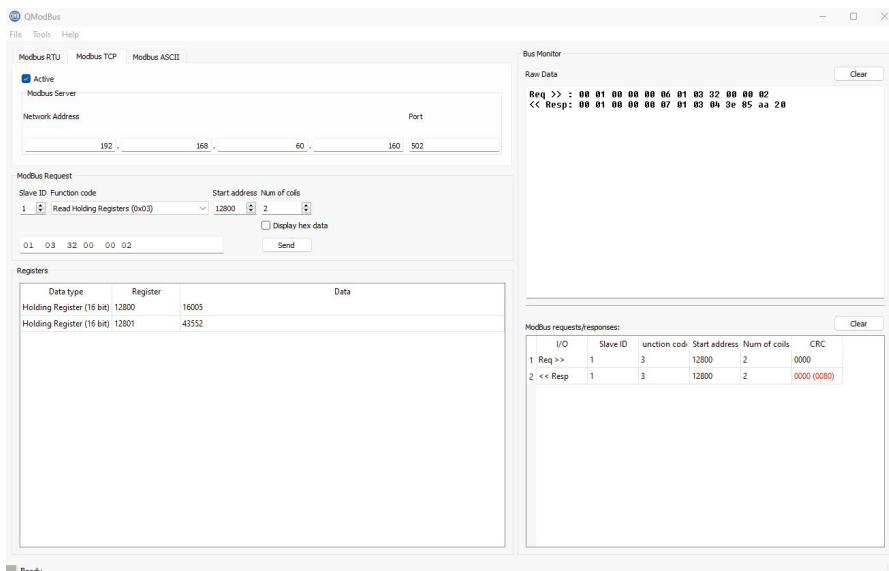 QModBus
File Tools Help
Modbus RTU Modbus TCP Modbus ASCII
Active
Modbus Server
Network Address Port
192 . 168 . 60 . 160 502
ModBus Request
Slave ID Function code Start address Num of coils
1 Read Holding Registers (0x03) 12800 2
Display hex data
01 03 32 00 00 02 Send
Registers
Data type Register Data
Holding Register (16 bit) 12800 16005
Holding Register (16 bit) 12801 43552
Bus Monitor
Raw Data Clear
Req >> : 00 01 00 00 00 06 01 03 32 00 00 02
<< Resp: 00 01 00 00 00 07 01 03 04 3e 85 aa 20
ModBus requests/responses: Clear
I/O Slave ID unction code Start address Num of coils CRC
1 Req >> 1 3 12800 2 0000
2 << Resp 1 3 12800 2 0000 (0080)
Ready